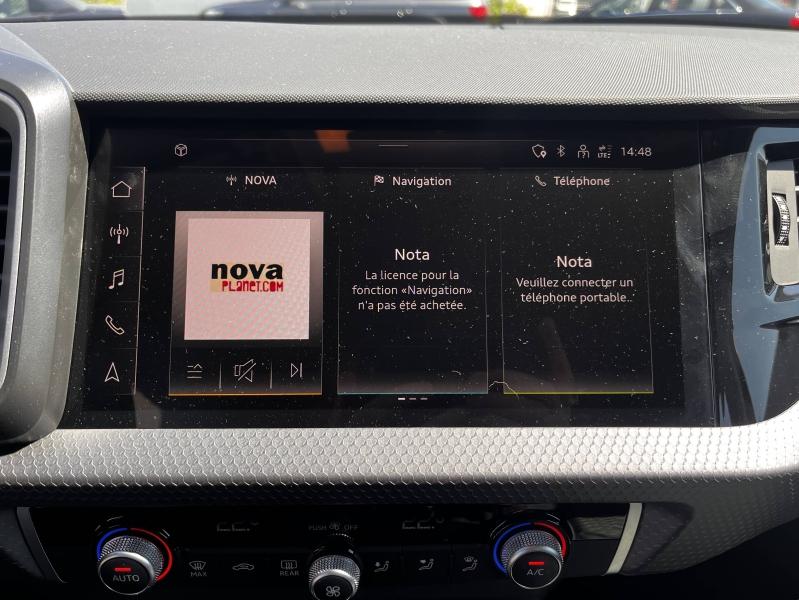 14:48
LTE
NOVA
Navigation
Téléphone
nova
PLaneT.COM
Nota
La licence pour la
fonction «Navigation»
n'a pas été achetée.
Nota
Veuillez connecter un
téléphone portable.
PUSH OFF
AUTO
MAX
REAR
A/C